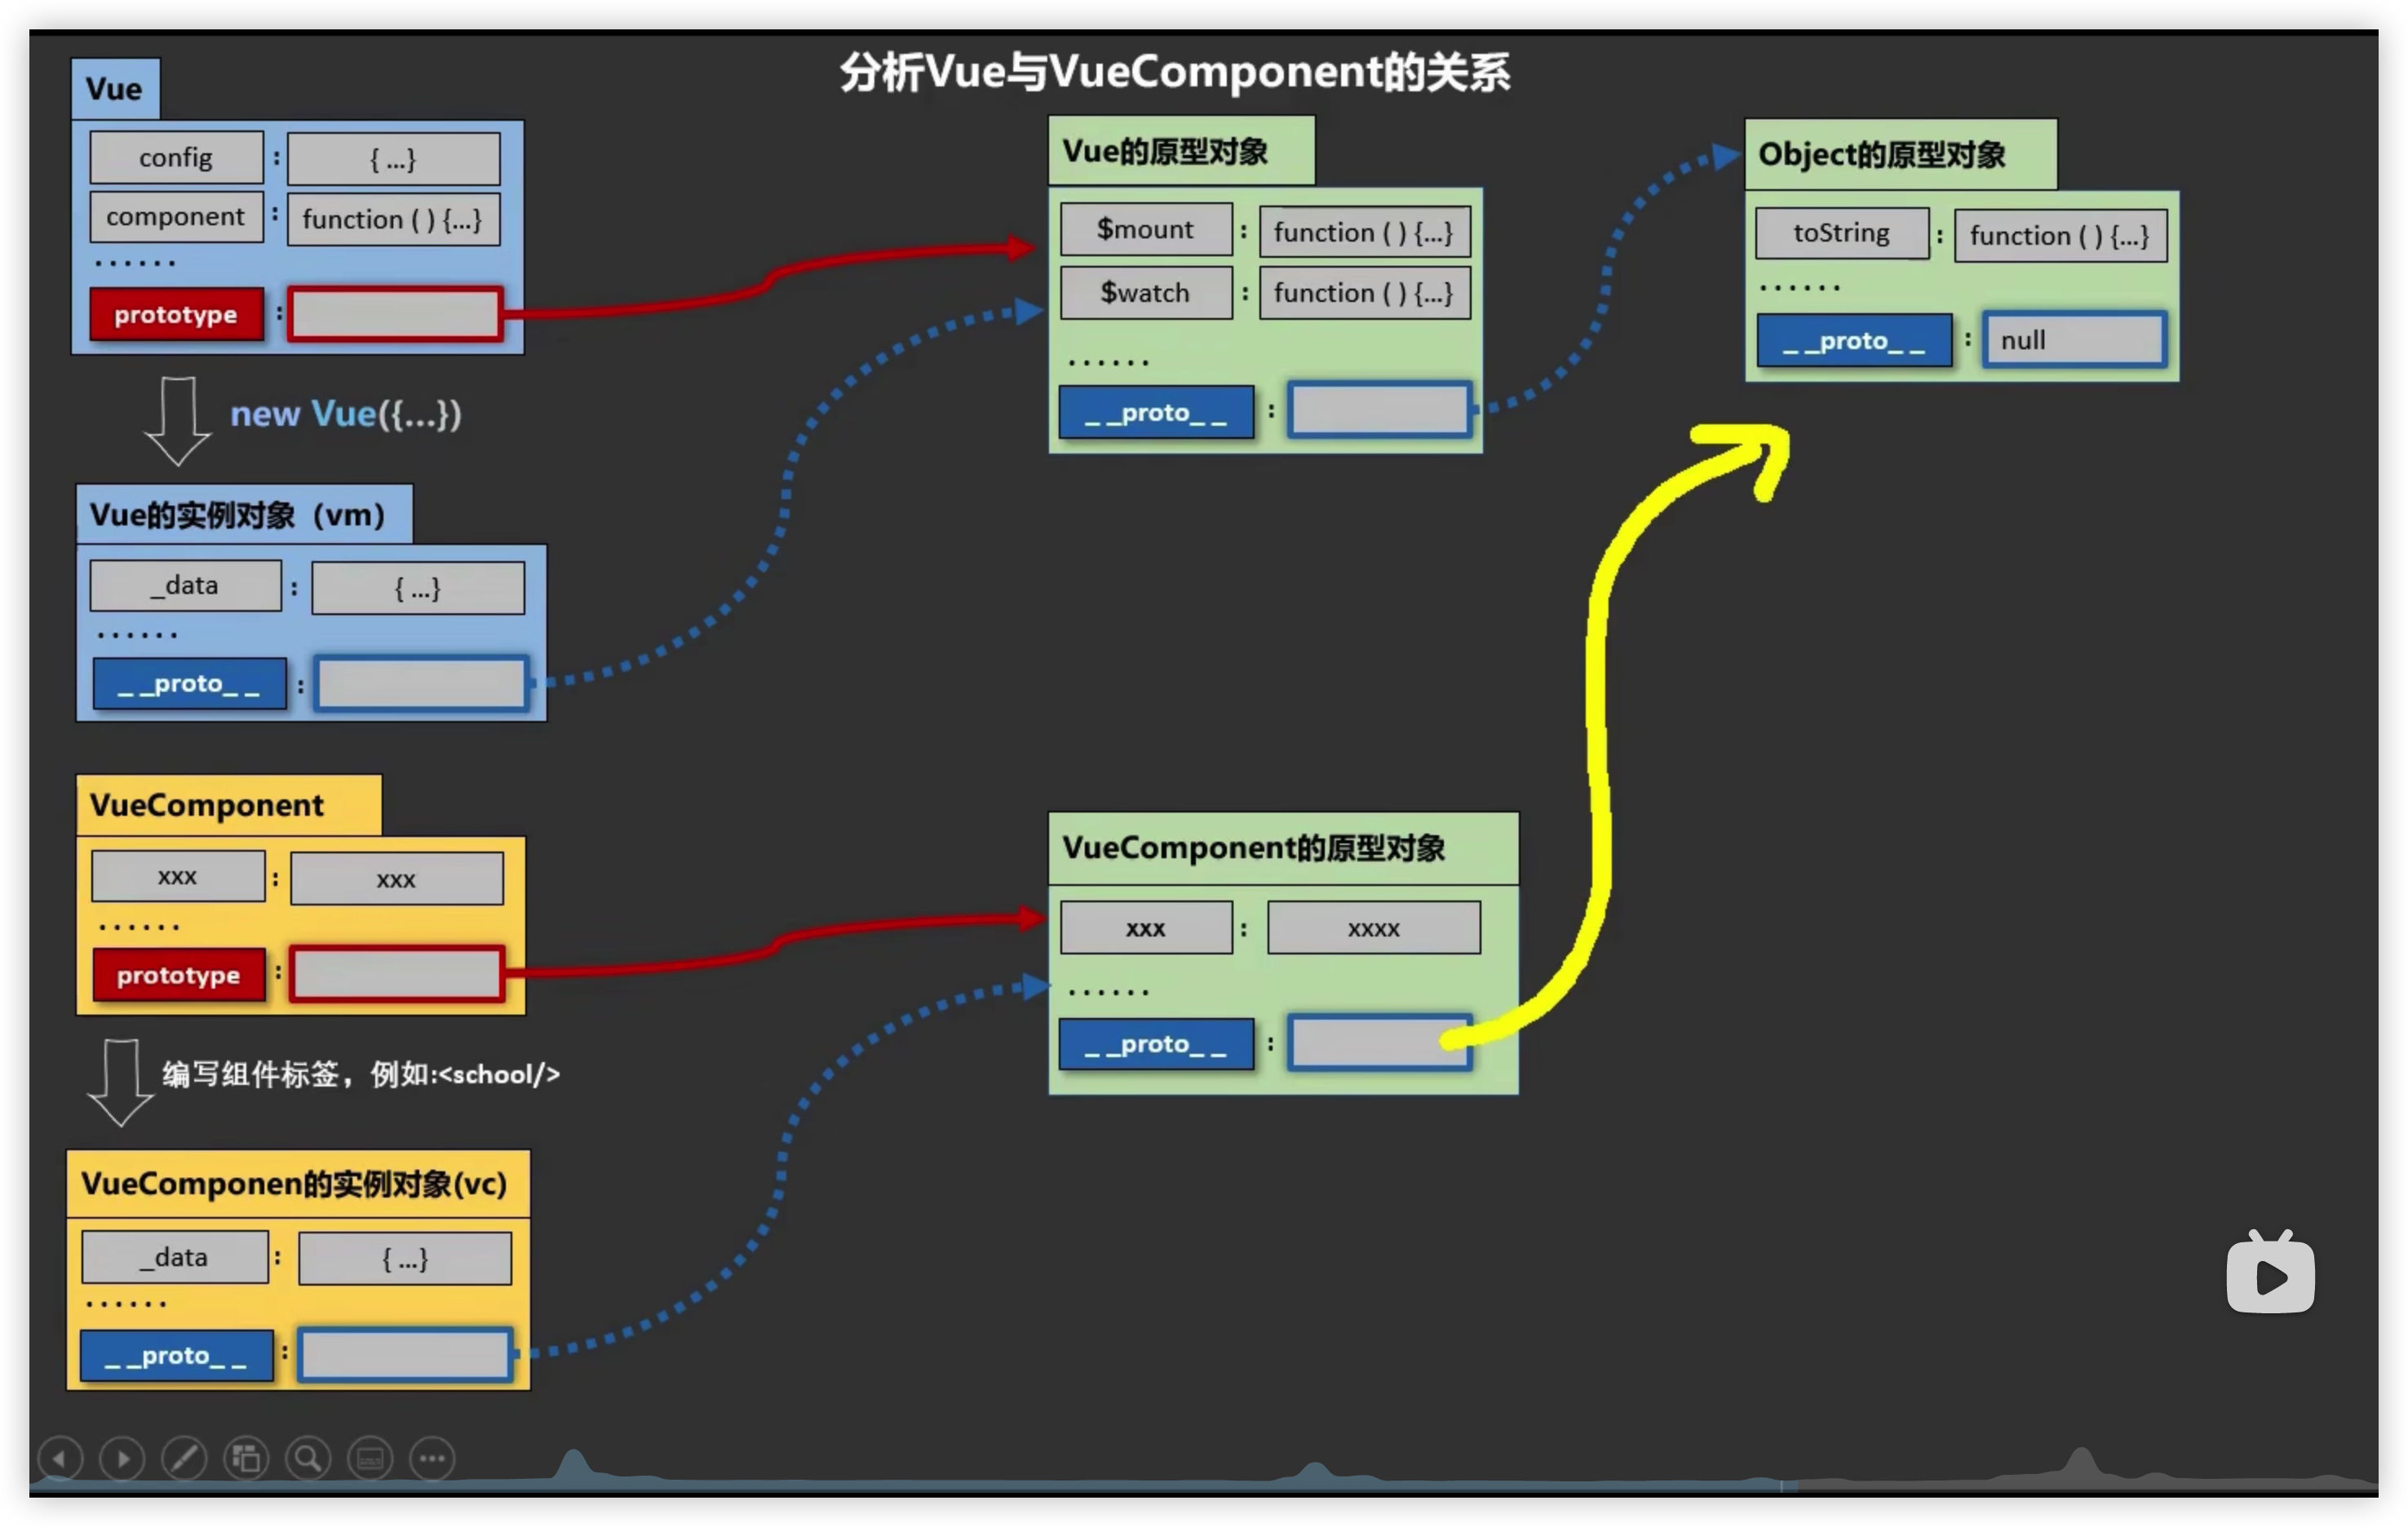 分析Vue与VueComponent的关系
Vue
config : { ...}
component : function ( ) {...}
······
prototype :
new Vue({...})
Vue的实例对象（vm）
_data : { ...}
······
_ _proto_ _ :
VueComponent
xxx : xxx
······
prototype :
编写组件标签，例如:<school/>
VueComponen的实例对象(vc)
_data : { ...}
······
_ _proto_ _ :
Vue的原型对象
$mount : function ( ) {...}
$watch : function ( ) {...}
······
_ _proto_ _ :
VueComponent的原型对象
xxx : xxxx
······
_ _proto_ _ :
Object的原型对象
toString : function ( ) {...}
······
_ _proto_ _ : null